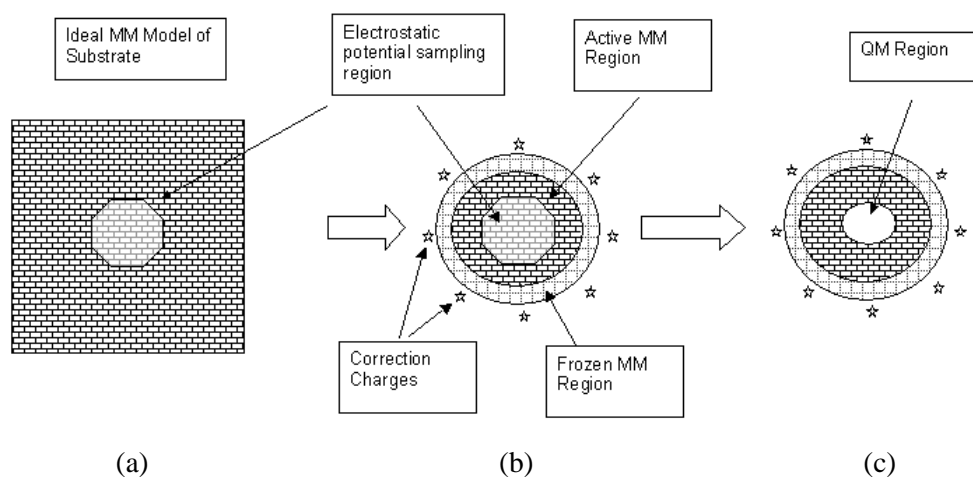 Ideal MM Model of
Substrate
Electrostatic
potential sampling
region
Active MM
Region
QM Region
Correction
Charges
Frozen MM
Region
(a)
(b)
(c)